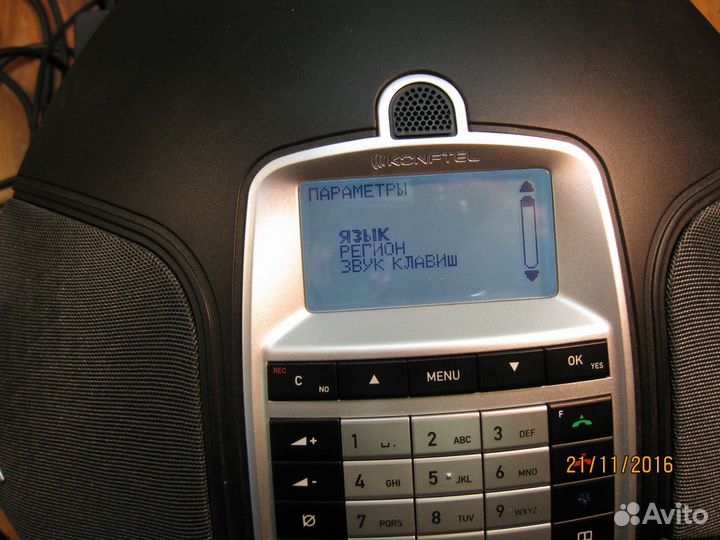 KONFTEL
ПАРАМЕТРЫ
ЯЗЫК
РЕГИОН
ЗВУК КЛАВИШ
REC C NO
MENU
OK YES
+ 1 2 ABC 3 DEF F
- 4 GHI 5 JKL 6 MNO
7 PQRS 8 TUV 9 WXYZ
21/11/2016
Avito